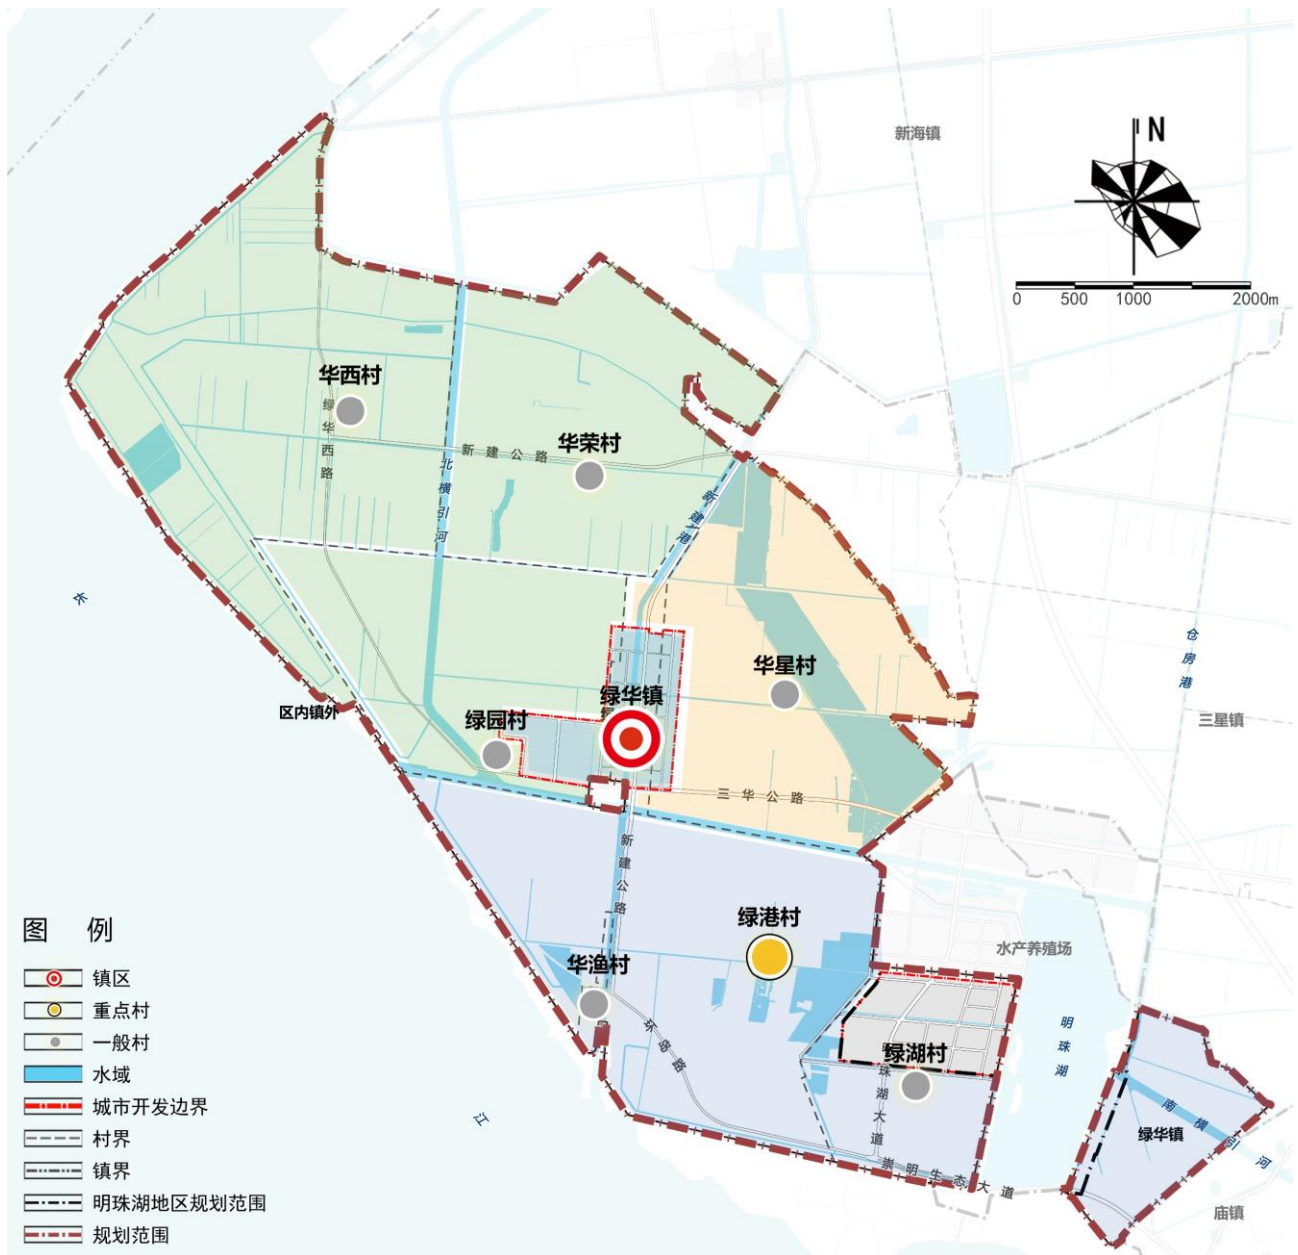 新海镇
N
0 500 1000 2000m
华西村
绿华西路
新建公路
华荣村
北横引河
新建港
长
仓房港
华星村
绿华镇
区内镇外
绿园村
三星镇
三华公路
新建公路
绿港村
水产养殖场
华渔村
环岛路
明珠湖
绿湖村
珠湖大道
南横引河
绿华镇
江
崇明生态大道
庙镇
图 例
镇区
重点村
一般村
水域
城市开发边界
村界
镇界
明珠湖地区规划范围
规划范围